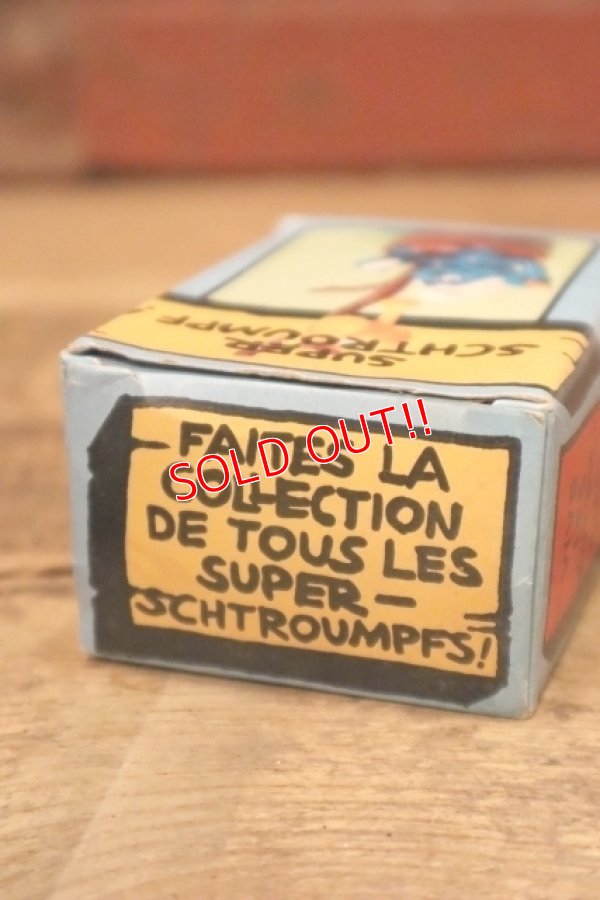 SUPER
SCHTROUMPF
FAITES LA
COLLECTION
DE TOUS LES
SUPER-
SCHTROUMPFS!
SOLD OUT!!